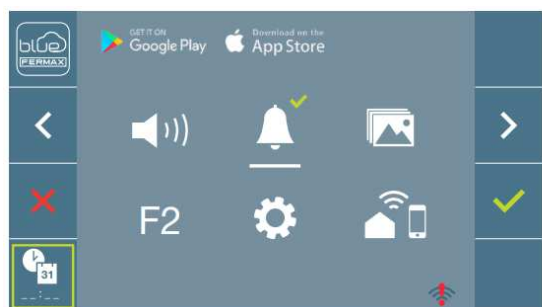 blue
FERMAX
GET IT ON
Google Play
Download on the
App Store
F2
31
--:--